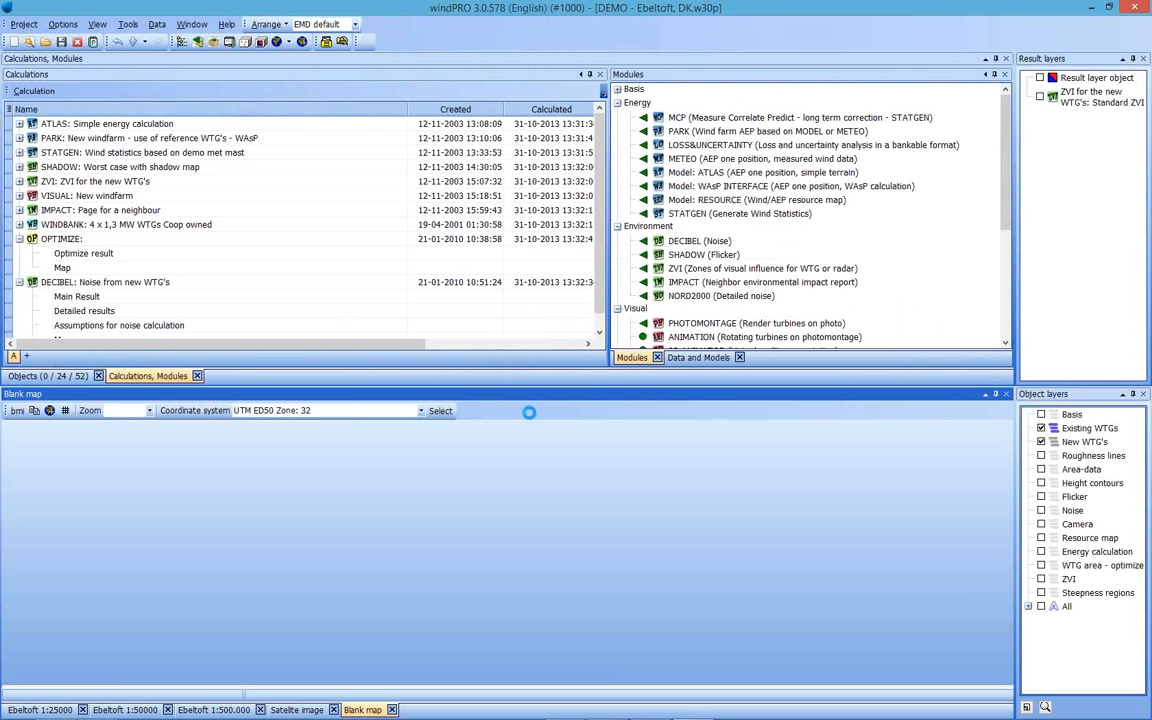 windPRO 3.0.578 (English) (#1000) - [DEMO - Ebeltoft, DK.w30p]
Project Options View Tools Data Window Help Arrange EMD default
Calculations, Modules
Result layers
Calculations
Modules
Calculation
Name Created Calculated
ATLAS: Simple energy calculation 12-11-2003 13:08:09 31-10-2013 13:31:3
PARK: New windfarm - use of reference WTG's - WAsP 12-11-2003 13:10:06 31-10-2013 13:31:4
STATGEN: Wind statistics based on demo met mast 12-11-2003 13:33:53 31-10-2013 13:31:5
SHADOW: Worst case with shadow map 12-11-2003 14:30:05 31-10-2013 13:32:0
ZVI: ZVI for the new WTG's 12-11-2003 15:07:32 31-10-2013 13:32:0
VISUAL: New windfarm 12-11-2003 15:18:51 31-10-2013 13:32:0
IMPACT: Page for a neighbour 12-11-2003 15:59:43 31-10-2013 13:32:1
WINDBANK: 4 x 1,3 MW WTGs Coop owned 19-04-2001 01:30:58 31-10-2013 13:32:1
OPTIMIZE: 21-01-2010 10:38:58 31-10-2013 13:32:4
Optimize result
Map
DECIBEL: Noise from new WTG's 21-01-2010 10:51:24 31-10-2013 13:32:3
Main Result
Detailed results
Assumptions for noise calculation
A +
Basis
Energy
MCP (Measure Correlate Predict - long term correction - STATGEN)
PARK (Wind farm AEP based on MODEL or METEO)
LOSS&UNCERTAINTY (Loss and uncertainty analysis in a bankable format)
METEO (AEP one position, measured wind data)
Model: ATLAS (AEP one position, simple terrain)
Model: WAsP INTERFACE (AEP one position, WAsP calculation)
Model: RESOURCE (Wind/AEP resource map)
STATGEN (Generate Wind Statistics)
Environment
DECIBEL (Noise)
SHADOW (Flicker)
ZVI (Zones of visual influence for WTG or radar)
IMPACT (Neighbor environmental impact report)
NORD2000 (Detailed noise)
Visual
PHOTOMONTAGE (Render turbines on photo)
ANIMATION (Rotating turbines on photomontage)
Modules Data and Models
Result layer object
ZVI for the new
WTG's: Standard ZVI
Objects (0 / 24 / 52) Calculations, Modules
Blank map
bmi Zoom Coordinate system UTM ED50 Zone: 32 Select
Object layers
Basis
Existing WTGs
New WTG's
Roughness lines
Area-data
Height contours
Flicker
Noise
Camera
Resource map
Energy calculation
WTG area - optimize
ZVI
Steepness regions
All
Ebeltoft 1:25000 Ebeltoft 1:50000 Ebeltoft 1:500.000 Satelite image Blank map